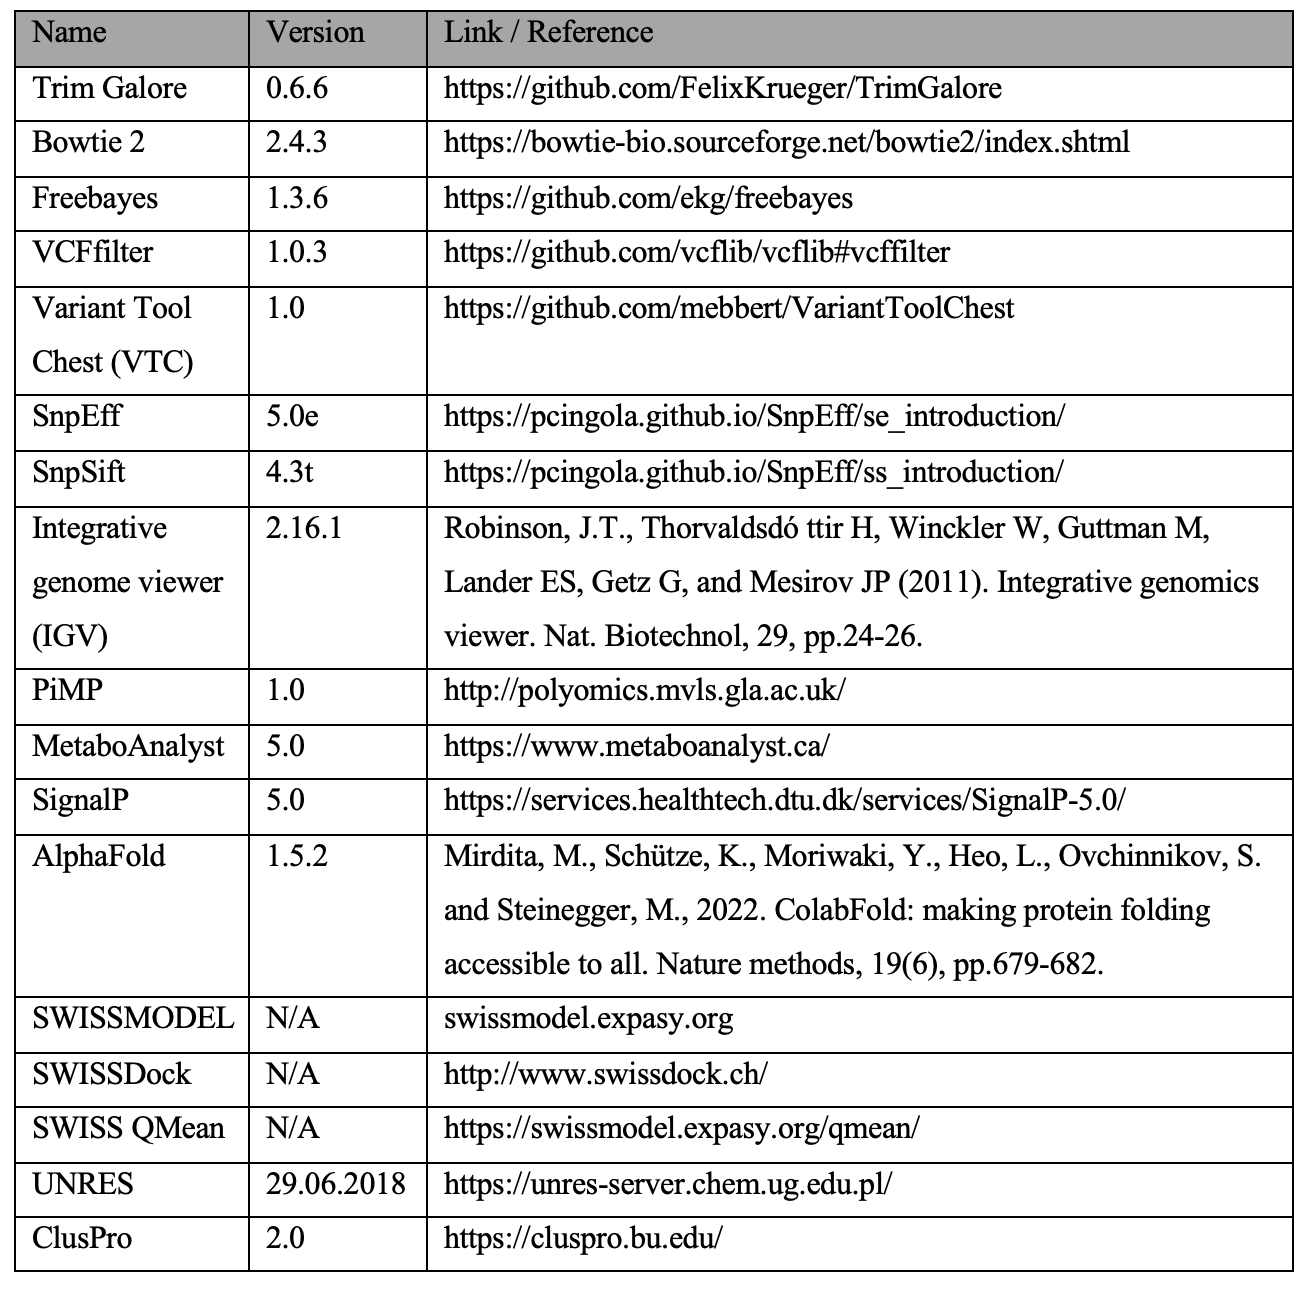 Name Version Link / Reference
Trim Galore 0.6.6 https://github.com/FelixKrueger/TrimGalore
Bowtie 2 2.4.3 https://bowtie-bio.sourceforge.net/bowtie2/index.shtml
Freebayes 1.3.6 https://github.com/ekg/freebayes
VCFfilter 1.0.3 https://github.com/vcflib/vcflib#vcffilter
Variant Tool 1.0 https://github.com/mebbert/VariantToolChest
Chest (VTC)
SnpEff 5.0e https://pcingola.github.io/SnpEff/se_introduction/
SnpSift 4.3t https://pcingola.github.io/SnpEff/ss_introduction/
Integrative 2.16.1 Robinson, J.T., Thorvaldsdó ttir H, Winckler W, Guttman M,
genome viewer Lander ES, Getz G, and Mesirov JP (2011). Integrative genomics
(IGV) viewer. Nat. Biotechnol, 29, pp.24-26.
PiMP 1.0 http://polyomics.mvls.gla.ac.uk/
MetaboAnalyst 5.0 https://www.metaboanalyst.ca/
SignalP 5.0 https://services.healthtech.dtu.dk/services/SignalP-5.0/
AlphaFold 1.5.2 Mirdita, M., Schütze, K., Moriwaki, Y., Heo, L., Ovchinnikov, S.
and Steinegger, M., 2022. ColabFold: making protein folding
accessible to all. Nature methods, 19(6), pp.679-682.
SWISSMODEL N/A swissmodel.expasy.org
SWISSDock N/A http://www.swissdock.ch/
SWISS QMean N/A https://swissmodel.expasy.org/qmean/
UNRES 29.06.2018 https://unres-server.chem.ug.edu.pl/
ClusPro 2.0 https://cluspro.bu.edu/